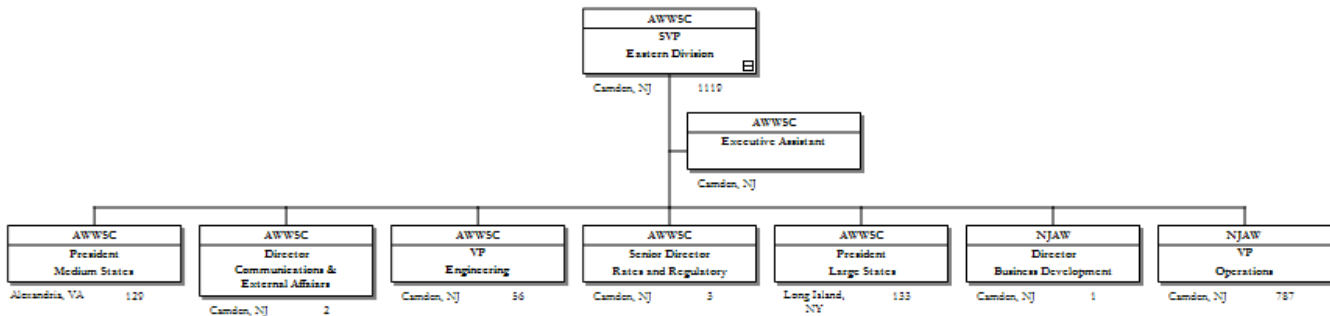 AWWSC
SVP
Eastern Division
Camden, NJ 1119
AWWSC
Executive Assistant
Camden, NJ
AWWSC
President
Medium States
Alexandria, VA 129
AWWSC
Director
Communications &
External Affairs
Camden, NJ 2
AWWSC
VP
Engineering
Camden, NJ 56
AWWSC
Senior Director
Rates and Regulatory
Camden, NJ 3
AWWSC
President
Large States
Long Island, 133
NY
NJAW
Director
Business Development
Camden, NJ 1
NJAW
VP
Operations
Camden, NJ 787